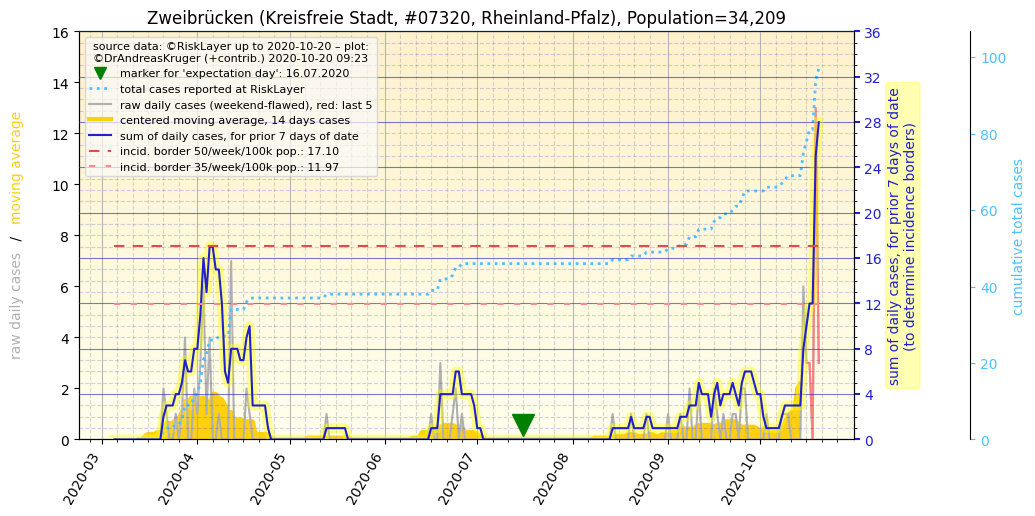 Zweibrücken (Kreisfreie Stadt, #07320, Rheinland-Pfalz), Population=34,209
source data: ©RiskLayer up to 2020-10-20 – plot:
©DrAndreasKruger (+contrib.) 2020-10-20 09:23
marker for 'expectation day': 16.07.2020
total cases reported at RiskLayer
raw daily cases (weekend-flawed), red: last 5
centered moving average, 14 days cases
sum of daily cases, for prior 7 days of date
incid. border 50/week/100k pop.: 17.10
incid. border 35/week/100k pop.: 11.97
raw daily cases / moving average
16
14
12
10
8
6
4
2
0
2020-03
2020-04
2020-05
2020-06
2020-07
2020-08
2020-09
2020-10
36
32
28
24
20
16
12
8
4
0
sum of daily cases, for prior 7 days of date
(to determine incidence borders)
100
80
60
40
20
0
cumulative total cases